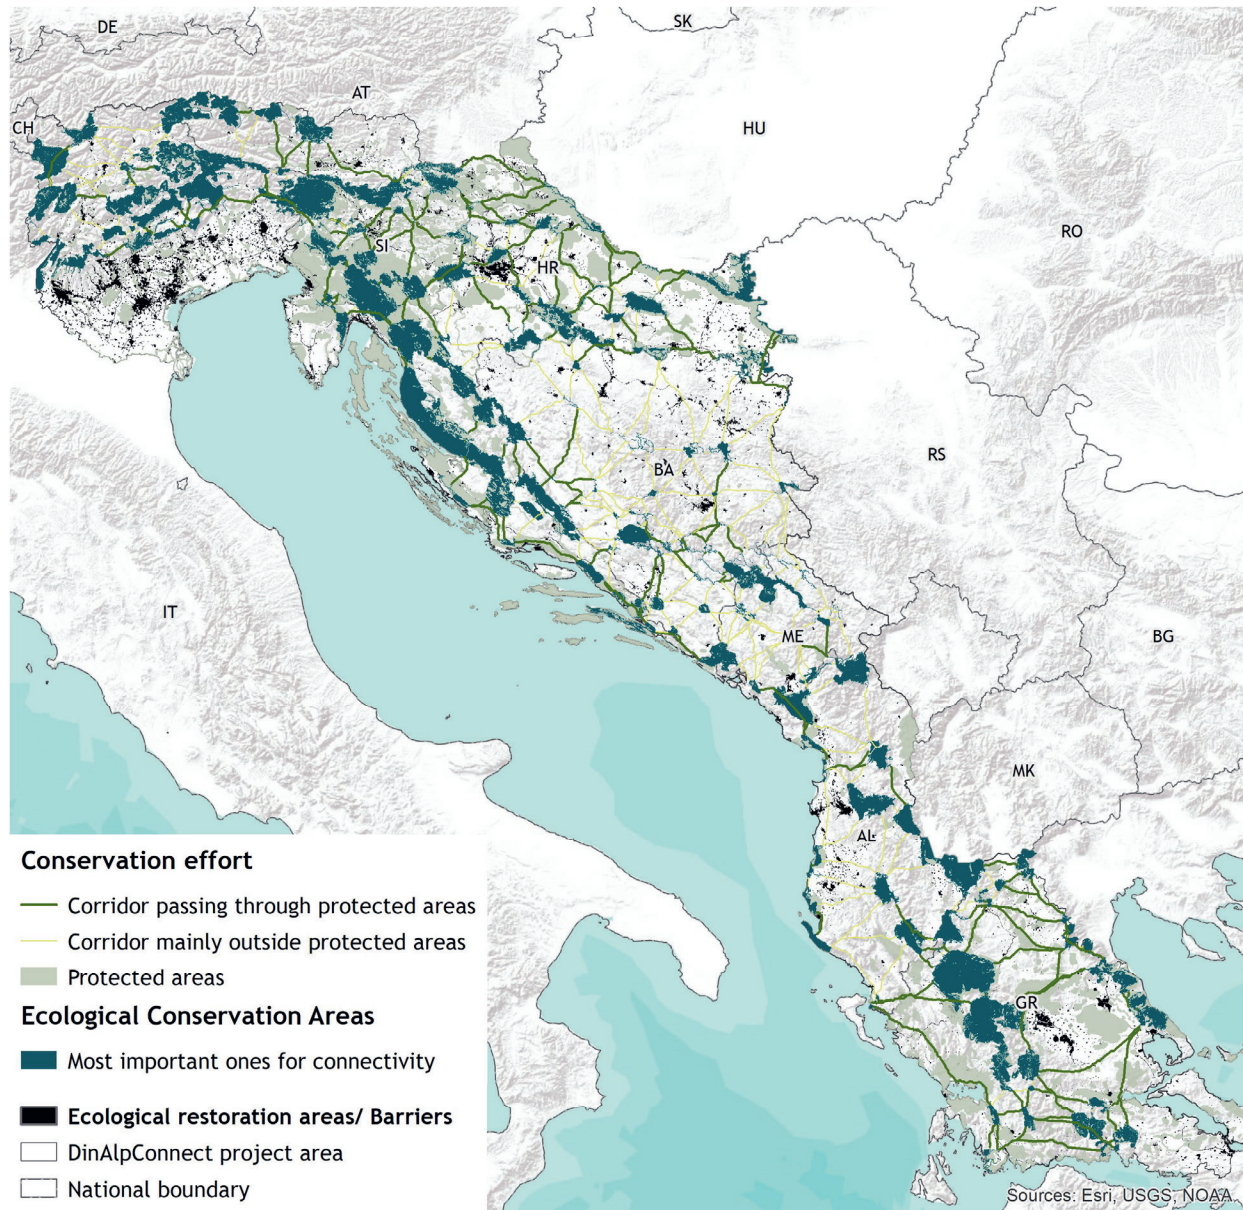 DE
SK
AT
CH
HU
RO
SI
HR
BA
RS
IT
ME
BG
MK
AL
GR
Conservation effort
Corridor passing through protected areas
Corridor mainly outside protected areas
Protected areas
Ecological Conservation Areas
Most important ones for connectivity
Ecological restoration areas/ Barriers
DinAlpConnect project area
National boundary
Sources: Esri, USGS, NOAA